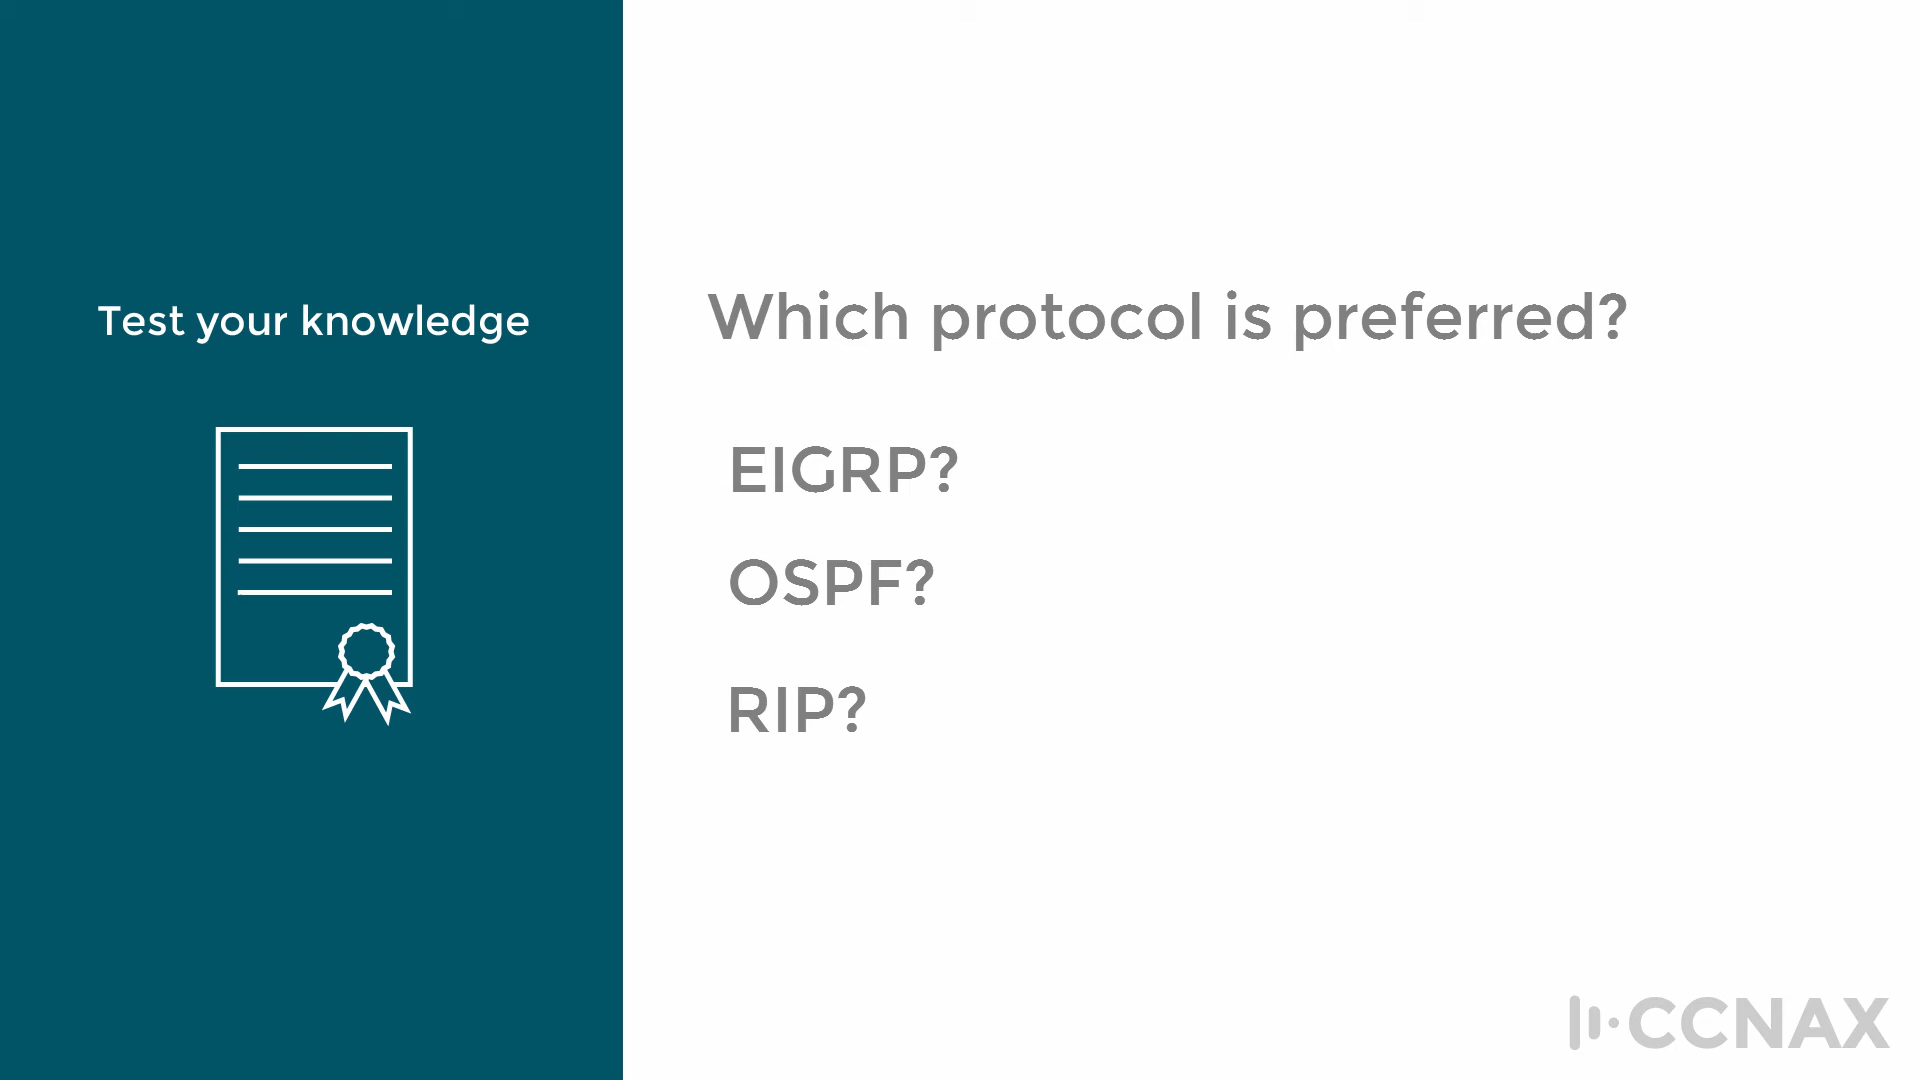 Test your knowledge
Which protocol is preferred?
EIGRP?
OSPF?
RIP?
CCNAX